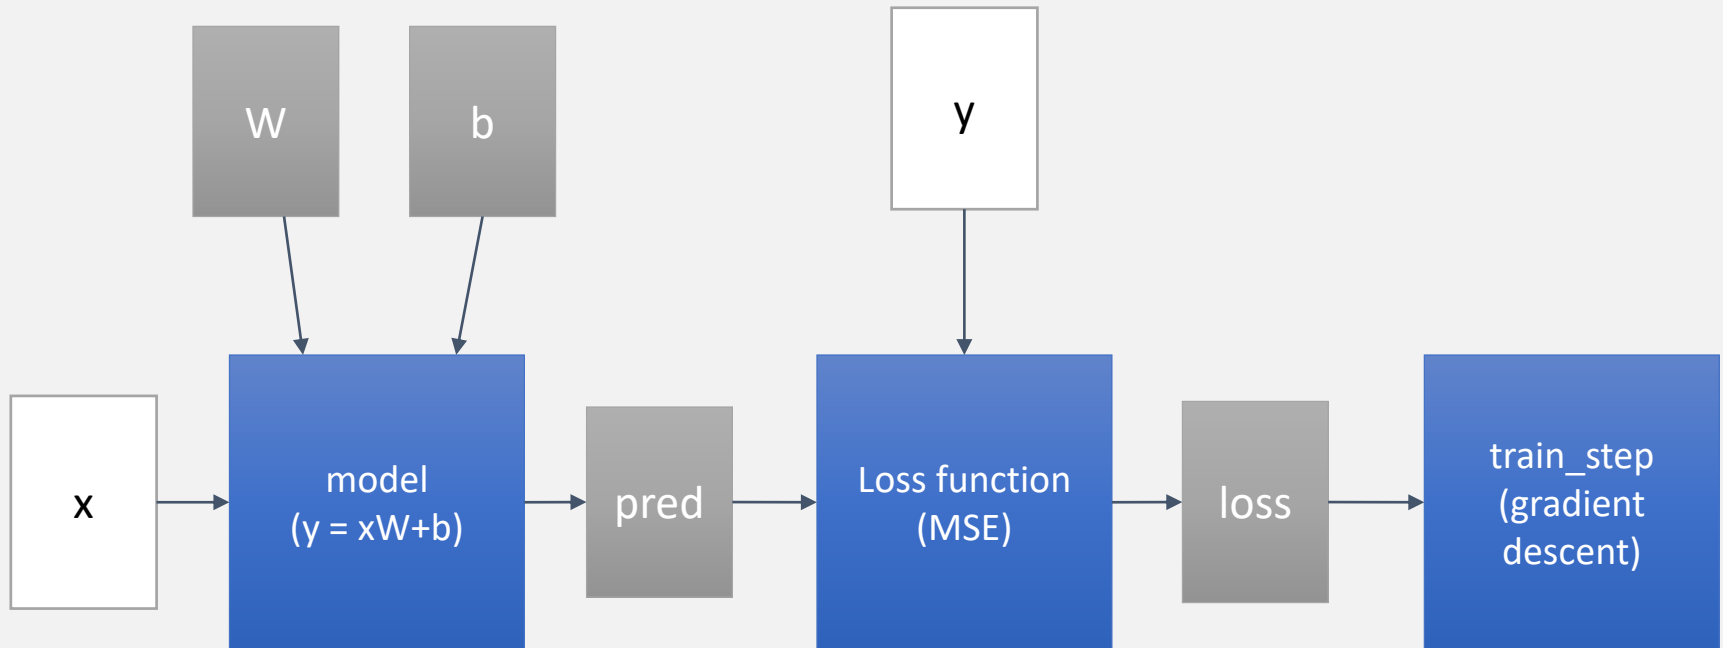 W
b
y
x
model
(y = xW+b)
pred
Loss function
(MSE)
loss
train_step
(gradient
descent)